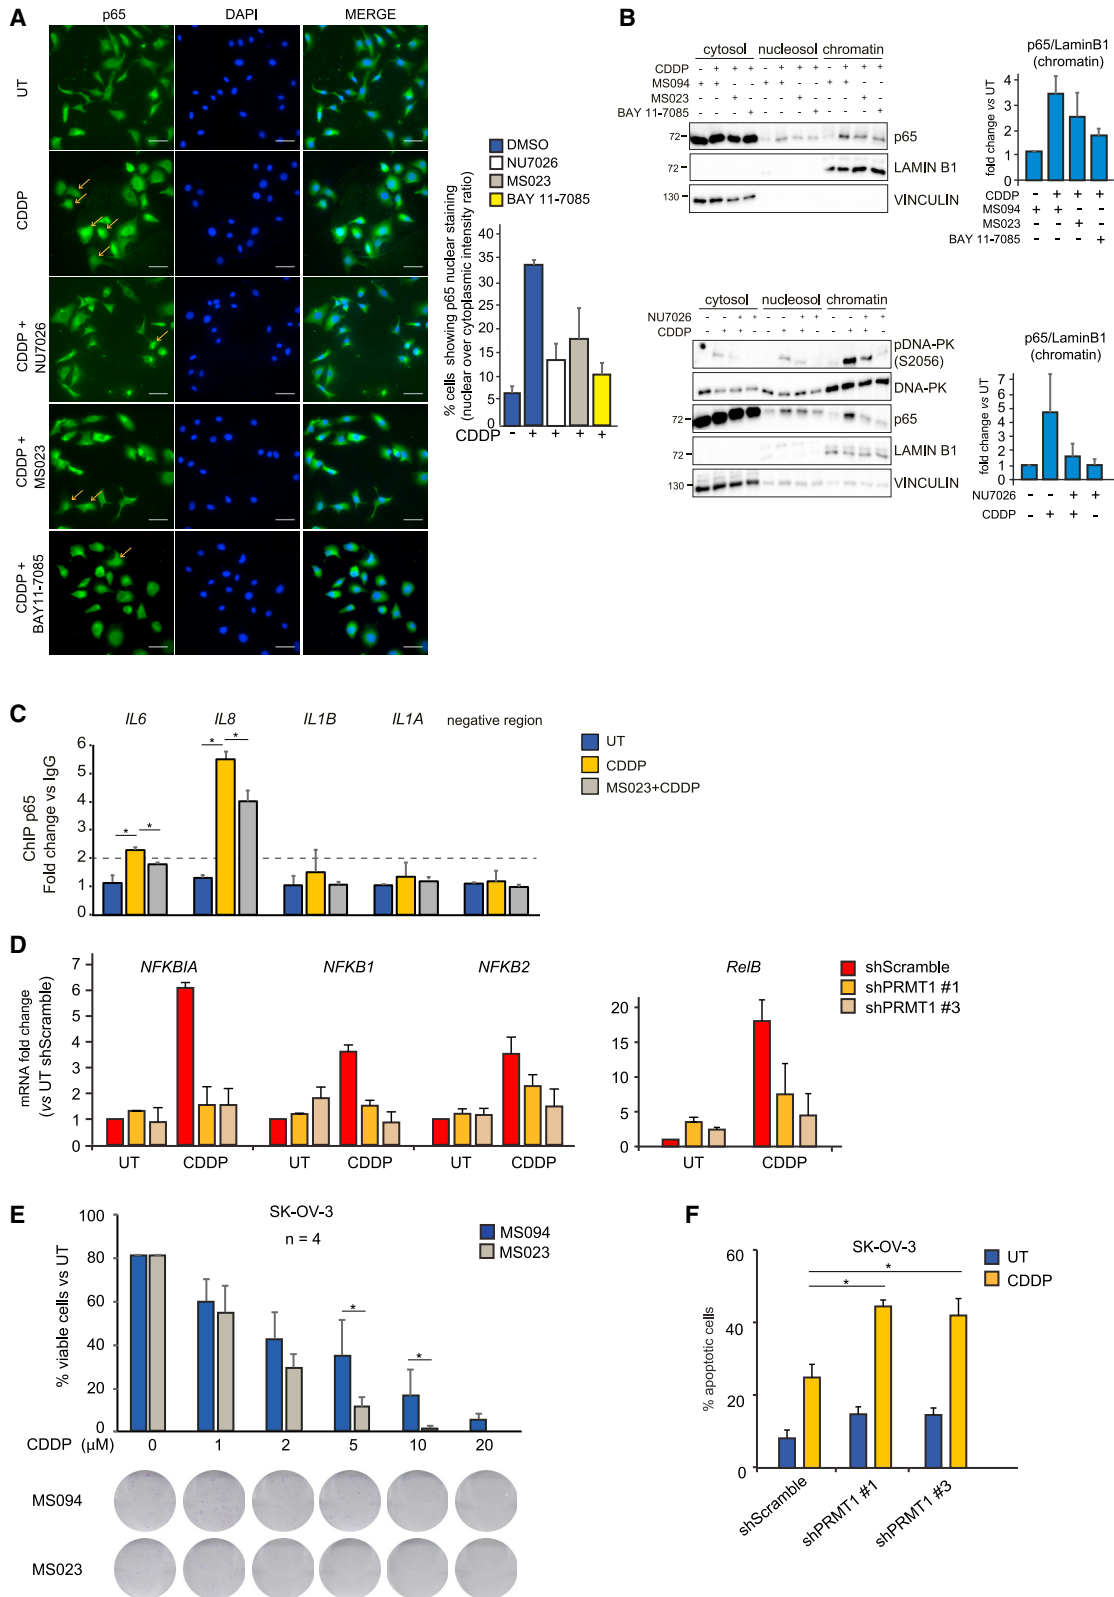 A
p65
DAPI
MERGE
UT
CDDP
CDDP +
NU7026
CDDP +
MS023
CDDP +
BAY11-7085
DMSO
NU7026
MS023
BAY 11-7085
% cells showing p65 nuclear staining
(nuclear over cytoplasmic intensity ratio)
40
35
30
25
20
15
10
5
0
CDDP - + + + +
B
cytosol nucleosol chromatin
CDDP - + + + - + + + - + + +
MS094 + + - - + + - - + + - -
MS023 - - + - - - + - - - + -
BAY 11-7085 - - - + - - - + - - - +
72 p65
72 LAMIN B1
130 VINCULIN
p65/LaminB1
(chromatin)
fold change vs UT
4
3
2
1
0
CDDP - + + +
MS094 + + - -
MS023 - - + -
BAY 11-7085 - - - +
cytosol nucleosol chromatin
NU7026 - - + + - - + + - - + +
CDDP - + + - - + + - - + + -
pDNA-PK
(S2056)
DNA-PK
72 p65
72 LAMIN B1
130 VINCULIN
p65/LaminB1
(chromatin)
fold change vs UT
7
6
5
4
3
2
1
0
NU7026 - - + +
CDDP - + + -
C
IL6 IL8 IL1B IL1A negative region
ChIP p65
Fold change vs IgG
6
5
4
3
2
1
0
* * * *
UT
CDDP
MS023+CDDP
D
NFKBIA NFKB1 NFKB2 RelB
mRNA fold change
(vs UT shScramble)
7
6
5
4
3
2
1
0
UT CDDP UT CDDP UT CDDP
20
15
10
5
0
UT CDDP
shScramble
shPRMT1 #1
shPRMT1 #3
E
SK-OV-3
n = 4
MS094
MS023
% viable cells vs UT
100
80
60
40
20
0
* *
CDDP (µM) 0 1 2 5 10 20
MS094
MS023
F
SK-OV-3
UT
CDDP
% apoptotic cells
60
40
20
0
* *
shScramble
shPRMT1 #1
shPRMT1 #3